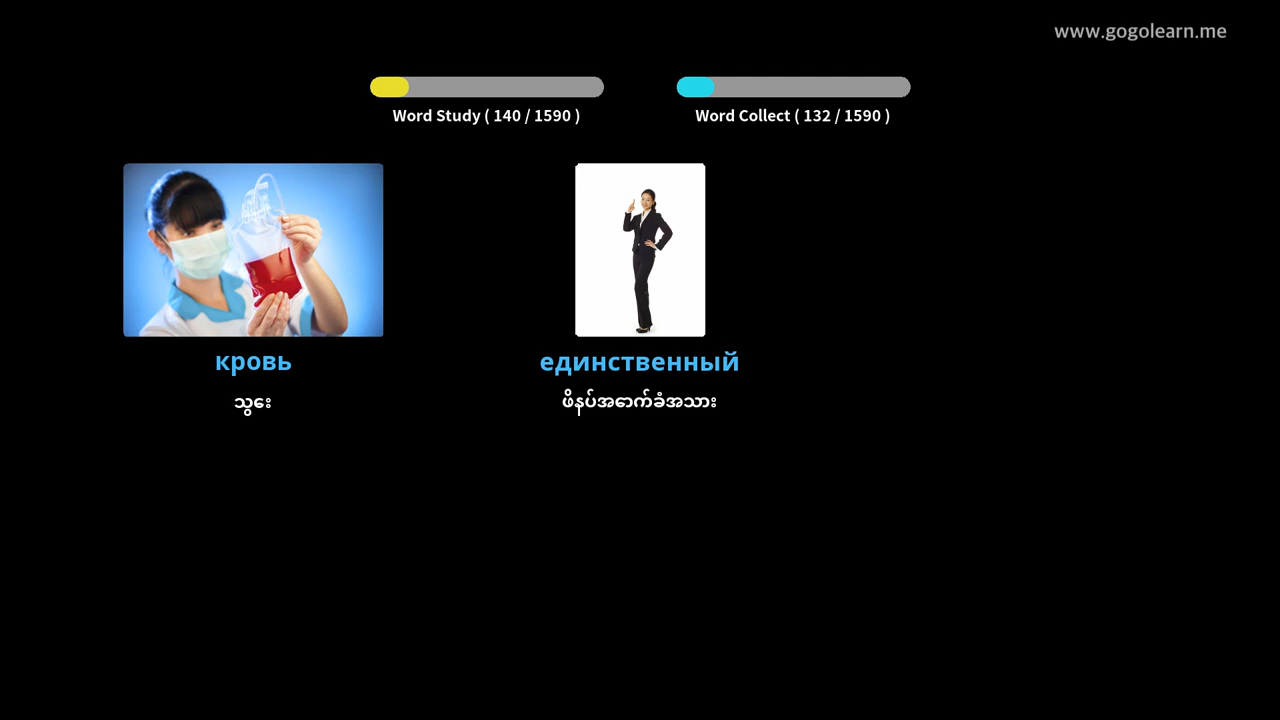 www.gogolearn.me
Word Study ( 140 / 1590 )
Word Collect ( 132 / 1590 )
кровь
единственный
သွေး
ဖိနပ်အောက်ခံအသား